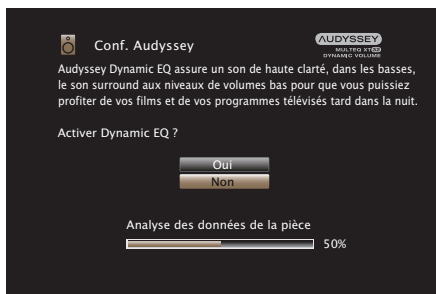 Conf. Audyssey
AUDYSSEY
MULTEQ XT32
DYNAMIC VOLUME
Audyssey Dynamic EQ assure un son de haute clarté, dans les basses,
le son surround aux niveaux de volumes bas pour que vous puissiez
profiter de vos films et de vos programmes télévisés tard dans la nuit.
Activer Dynamic EQ ?
Oui
Non
Analyse des données de la pièce
50%